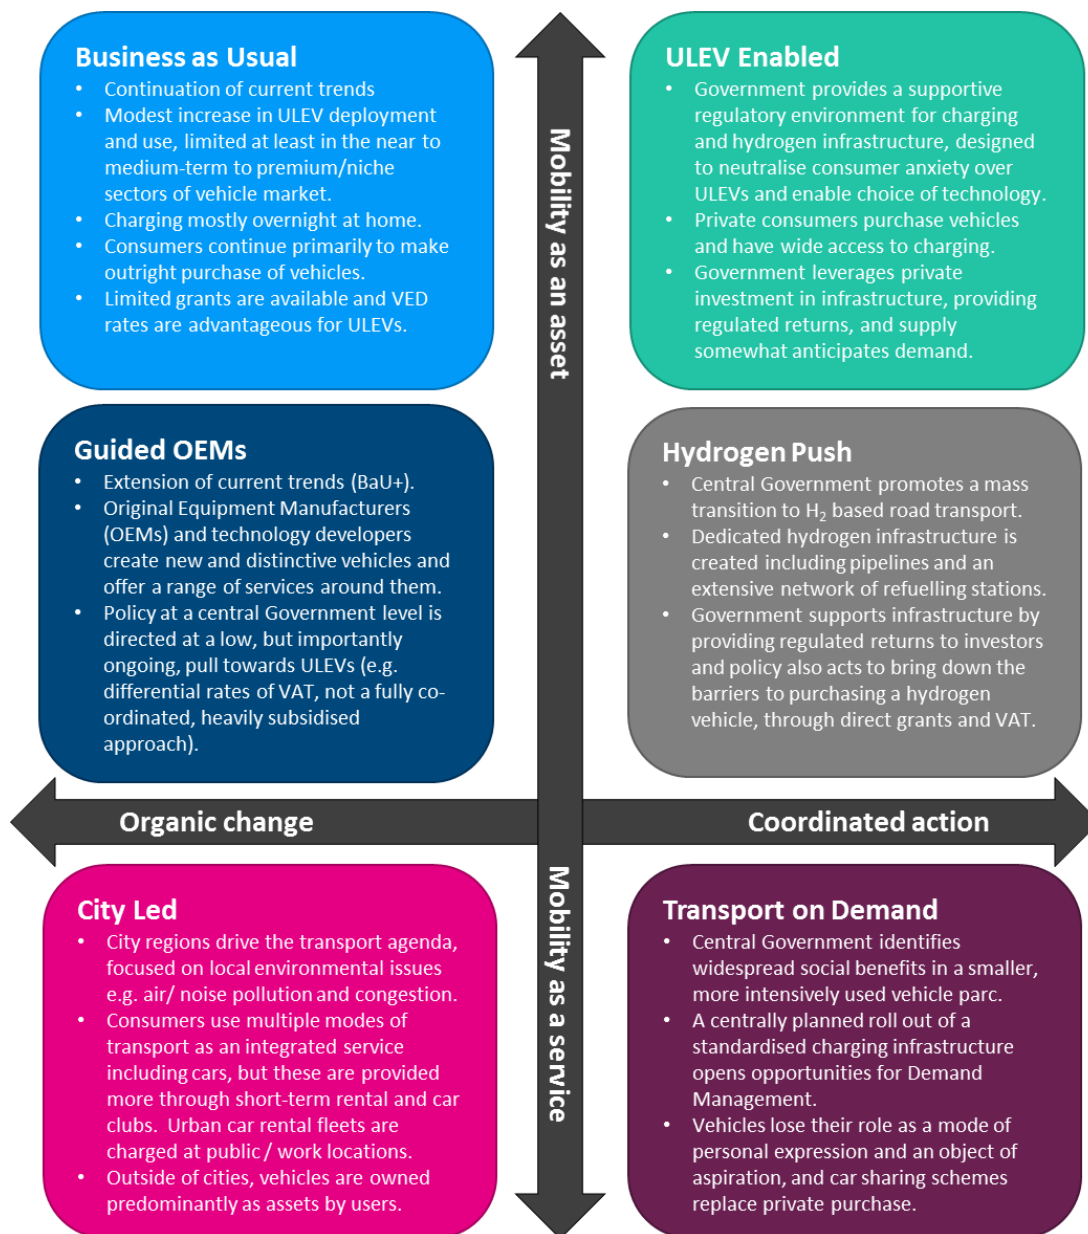 Business as Usual
• Continuation of current trends
• Modest increase in ULEV deployment
and use, limited at least in the near to
medium-term to premium/niche
sectors of vehicle market.
• Charging mostly overnight at home.
• Consumers continue primarily to make
outright purchase of vehicles.
• Limited grants are available and VED
rates are advantageous for ULEVs.
Mobility as an asset
ULEV Enabled
• Government provides a supportive
regulatory environment for charging
and hydrogen infrastructure, designed
to neutralise consumer anxiety over
ULEVs and enable choice of technology.
• Private consumers purchase vehicles
and have wide access to charging.
• Government leverages private
investment in infrastructure, providing
regulated returns, and supply
somewhat anticipates demand.
Guided OEMs
• Extension of current trends (BaU+).
• Original Equipment Manufacturers
(OEMs) and technology developers
create new and distinctive vehicles and
offer a range of services around them.
• Policy at a central Government level is
directed at a low, but importantly
ongoing, pull towards ULEVs (e.g.
differential rates of VAT, not a fully co-
ordinated, heavily subsidised
approach).
Hydrogen Push
• Central Government promotes a mass
transition to H₂ based road transport.
• Dedicated hydrogen infrastructure is
created including pipelines and an
extensive network of refuelling stations.
• Government supports infrastructure by
providing regulated returns to investors
and policy also acts to bring down the
barriers to purchasing a hydrogen
vehicle, through direct grants and VAT.
Organic change
Coordinated action
City Led
• City regions drive the transport agenda,
focused on local environmental issues
e.g. air/ noise pollution and congestion.
• Consumers use multiple modes of
transport as an integrated service
including cars, but these are provided
more through short-term rental and car
clubs. Urban car rental fleets are
charged at public / work locations.
• Outside of cities, vehicles are owned
predominantly as assets by users.
Mobility as a service
Transport on Demand
• Central Government identifies
widespread social benefits in a smaller,
more intensively used vehicle parc.
• A centrally planned roll out of a
standardised charging infrastructure
opens opportunities for Demand
Management.
• Vehicles lose their role as a mode of
personal expression and an object of
aspiration, and car sharing schemes
replace private purchase.